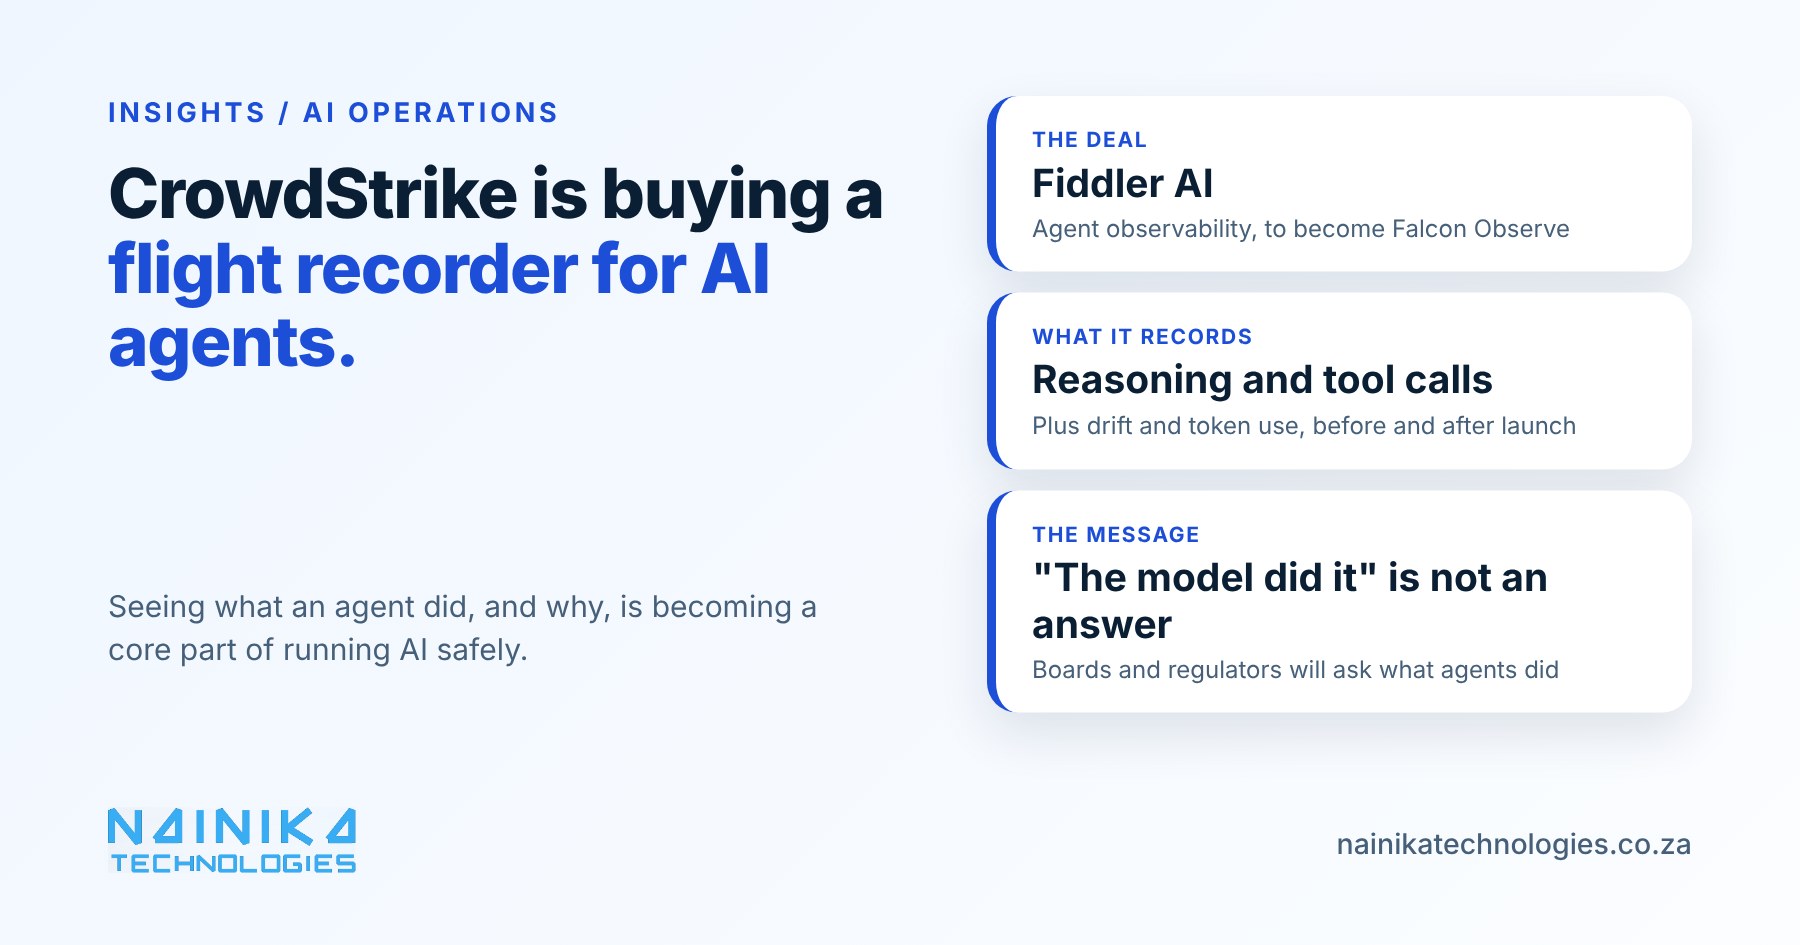 INSIGHTS / AI OPERATIONS
CrowdStrike is buying a
flight recorder for AI
agents.
Seeing what an agent did, and why, is becoming a
core part of running AI safely.
THE DEAL
Fiddler AI
Agent observability, to become Falcon Observe
WHAT IT RECORDS
Reasoning and tool calls
Plus drift and token use, before and after launch
THE MESSAGE
"The model did it" is not an
answer
Boards and regulators will ask what agents did
NAINIKA
TECHNOLOGIES
nainikatechnologies.co.za